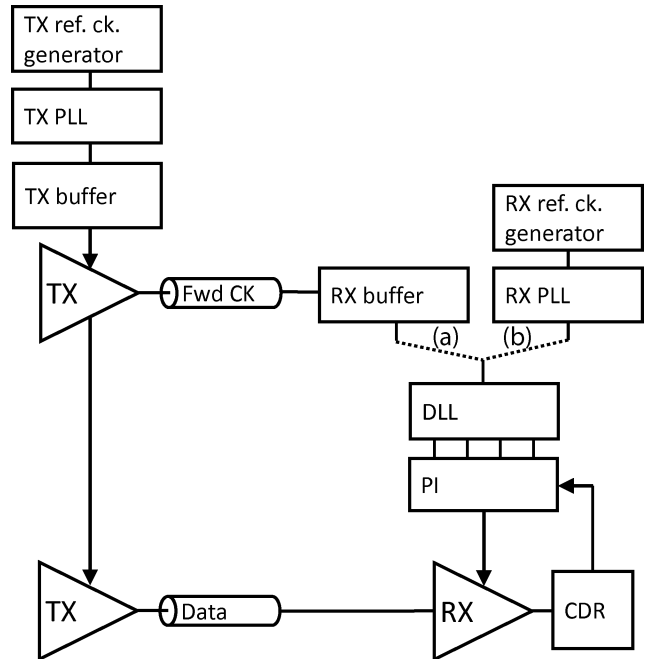 TX ref. ck.
generator
TX PLL
TX buffer
RX ref. ck.
generator
TX
Fwd CK
RX buffer
RX PLL
(a)
(b)
DLL
PI
TX
Data
RX
CDR